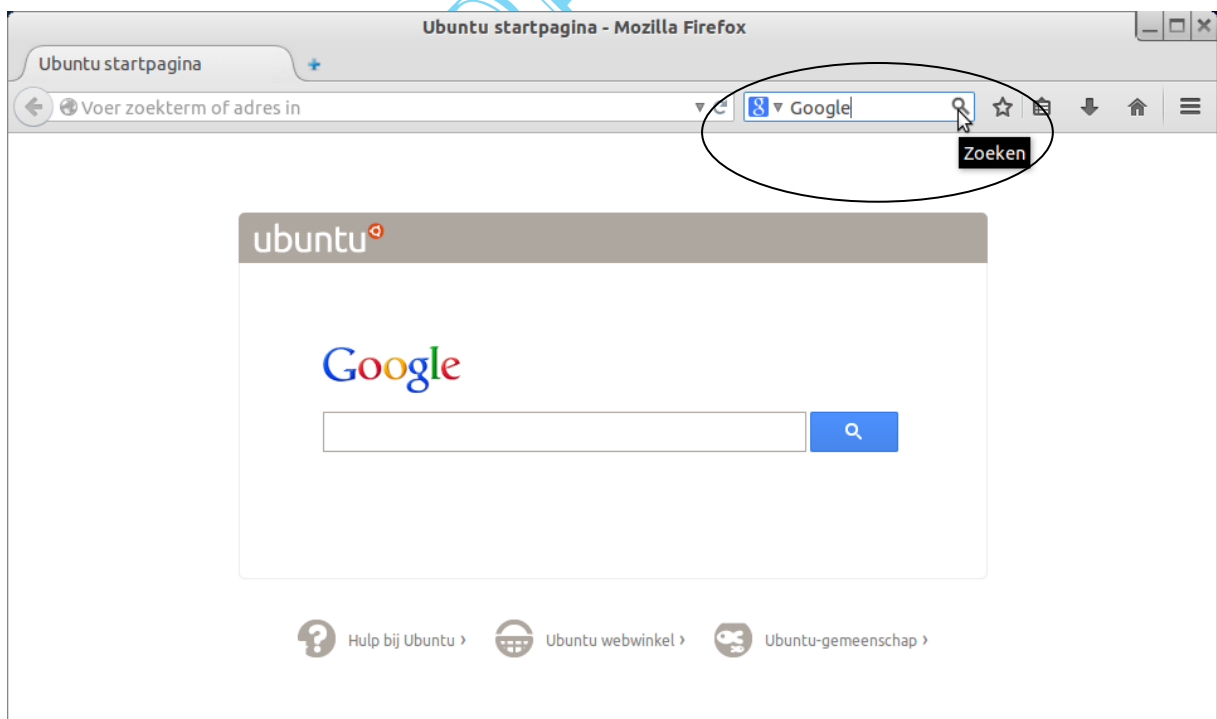 Ubuntu startpagina - Mozilla Firefox
Ubuntu startpagina
Voer zoekterm of adres in
8 Google
Zoeken
ubuntu
Google
Hulp bij Ubuntu › Ubuntu webwinkel › Ubuntu-gemeenschap ›